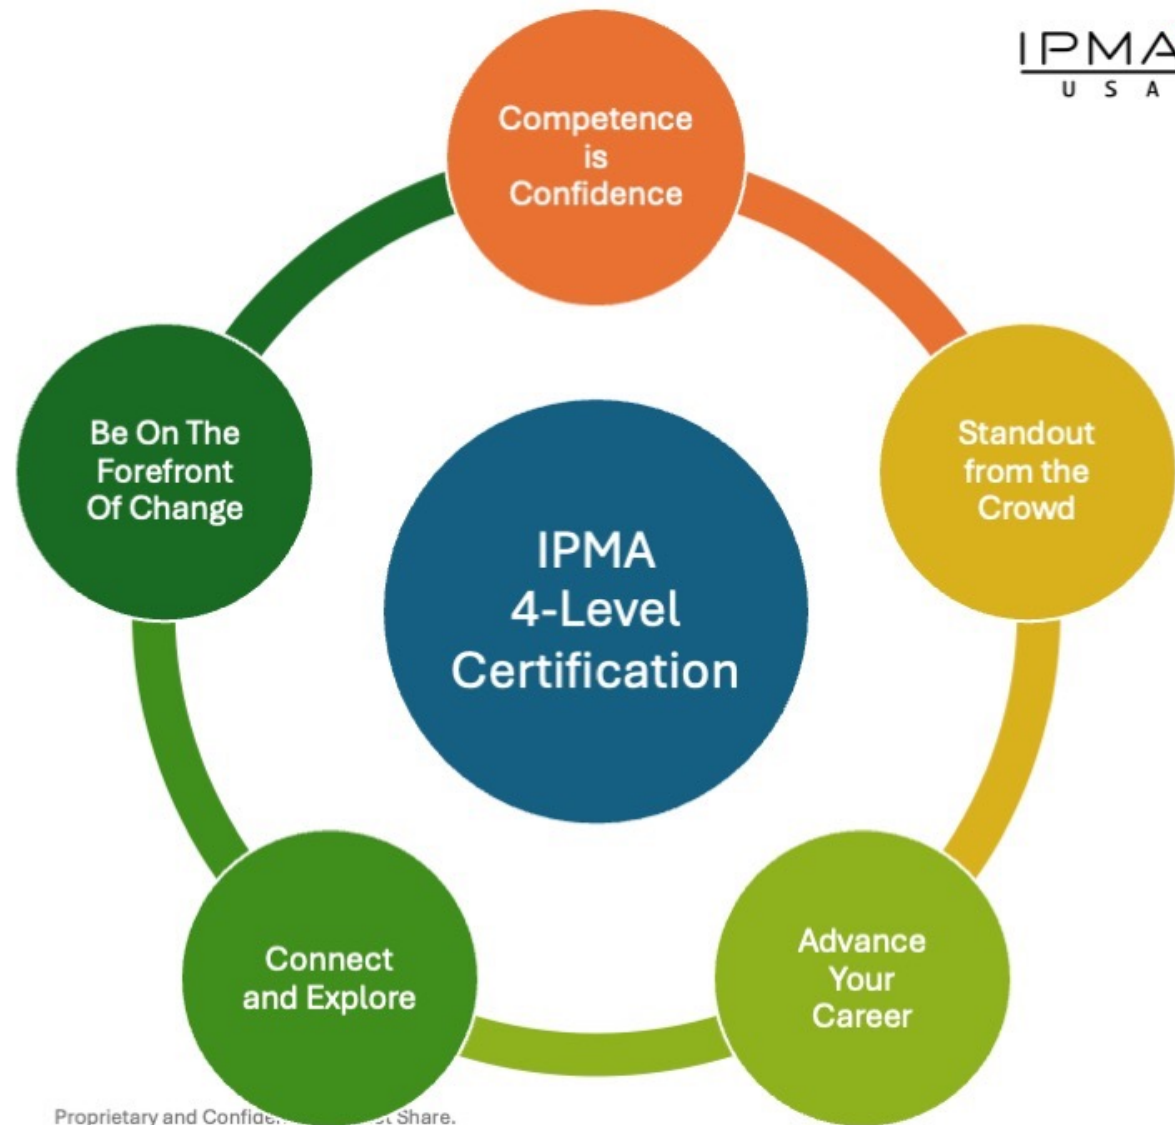 IPMA
USA
Competence
is
Confidence
Be On The
Forefront
Of Change
Standout
from the
Crowd
IPMA
4-Level
Certification
Connect
and Explore
Advance
Your
Career
Proprietary and Share.